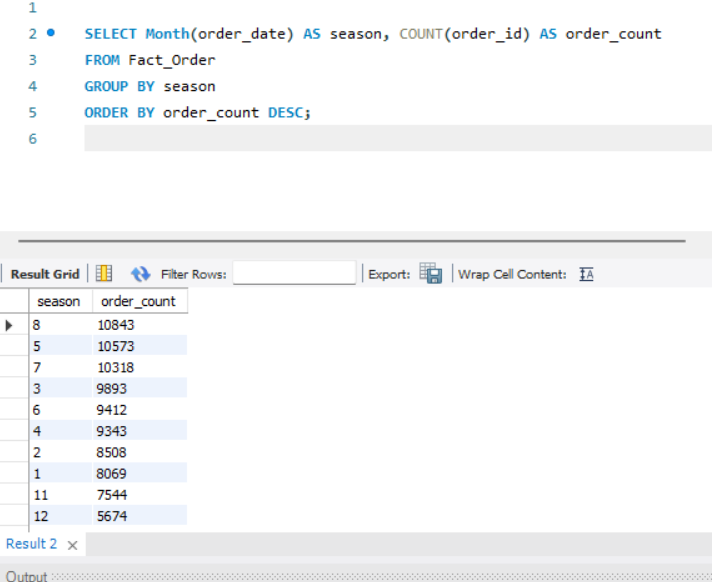 1
2 SELECT Month(order_date) AS season, COUNT(order_id) AS order_count
3 FROM Fact_Order
4 GROUP BY season
5 ORDER BY order_count DESC;
6
Result Grid Filter Rows: Export: Wrap Cell Content: IA
season order_count
8 10843
5 10573
7 10318
3 9893
6 9412
4 9343
2 8508
1 8069
11 7544
12 5674
Result 2 ×
Output